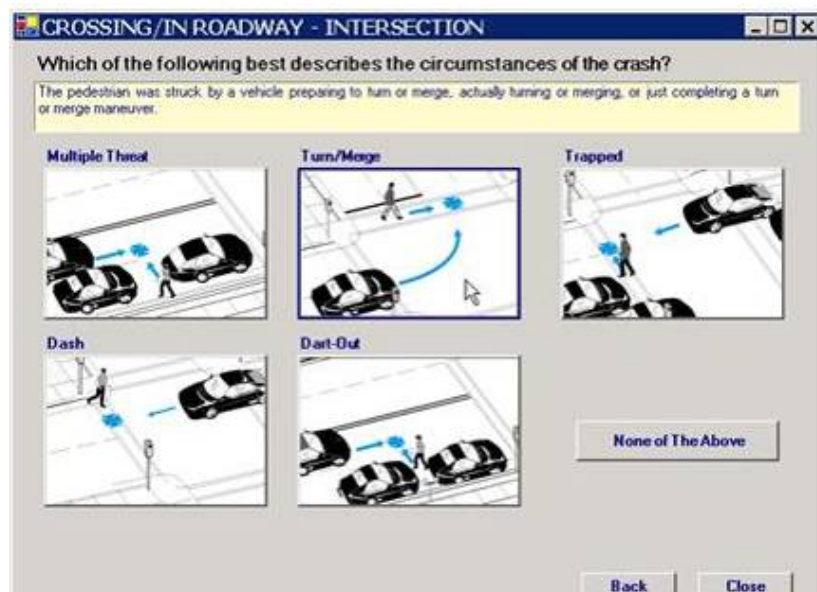 CROSSING/IN ROADWAY - INTERSECTION
Which of the following best describes the circumstances of the crash?
The pedestrian was struck by a vehicle preparing to turn or merge, actually turning or merging, or just completing a turn
or merge maneuver.
Multiple Threat
Turn/Merge
Trapped
Dash
Dart-Out
None of The Above
Back
Close